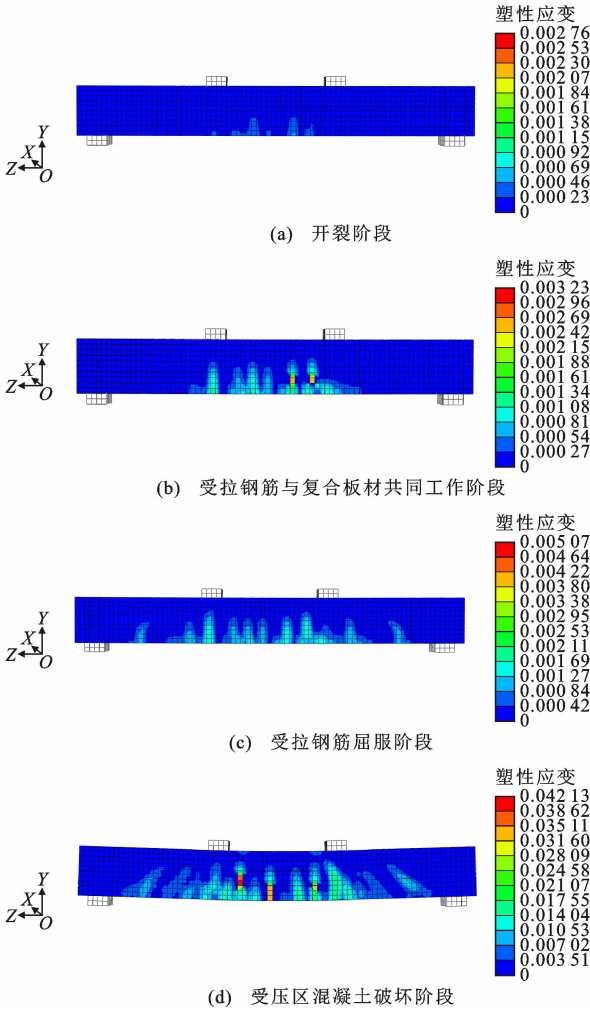 塑性应变
0.002 76
0.002 53
0.002 30
0.002 07
0.001 84
0.001 61
0.001 38
0.001 15
0.000 92
0.000 69
0.000 46
0.000 23
0
Y
X
Z
O
(a) 开裂阶段
塑性应变
0.003 23
0.002 96
0.002 69
0.002 42
0.002 15
0.001 88
0.001 61
0.001 34
0.001 08
0.000 81
0.000 54
0.000 27
0
Y
X
Z
O
(b) 受拉钢筋与复合板材共同工作阶段
塑性应变
0.005 07
0.004 64
0.004 22
0.003 80
0.003 38
0.002 95
0.002 53
0.002 11
0.001 69
0.001 27
0.000 84
0.000 42
0
Y
X
Z
O
(c) 受拉钢筋屈服阶段
塑性应变
0.042 13
0.038 62
0.035 11
0.031 60
0.028 09
0.024 58
0.021 07
0.017 55
0.014 04
0.010 53
0.007 02
0.003 51
0
Y
X
Z
O
(d) 受压区混凝土破坏阶段